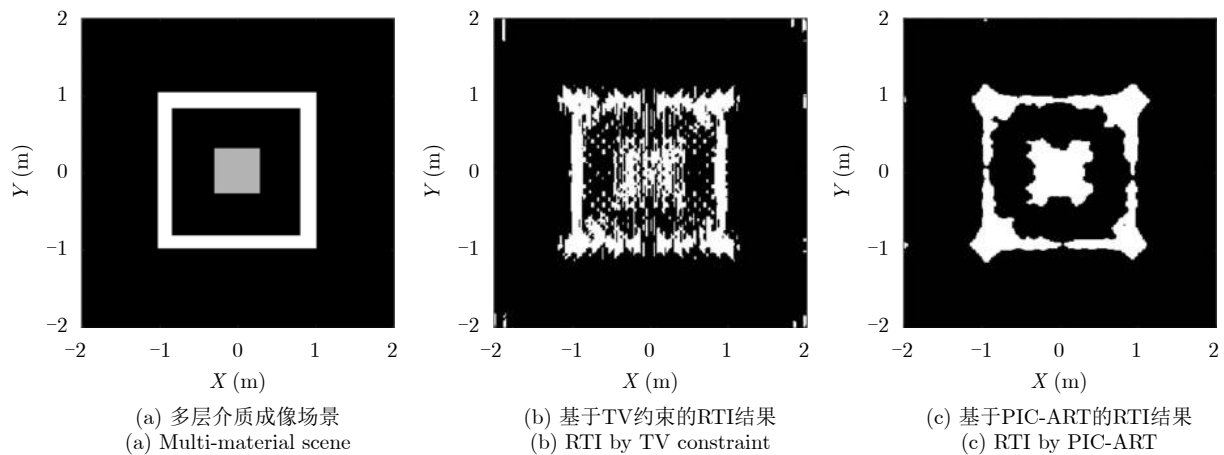 2
1
0
−1
−2
Y (m)
−2 −1 0 1 2
X (m)
(a) 多层介质成像场景
(a) Multi-material scene
2
1
0
−1
−2
Y (m)
−2 −1 0 1 2
X (m)
(b) 基于TV约束的RTI结果
(b) RTI by TV constraint
2
1
0
−1
−2
Y (m)
−2 −1 0 1 2
X (m)
(c) 基于PIC-ART的RTI结果
(c) RTI by PIC-ART